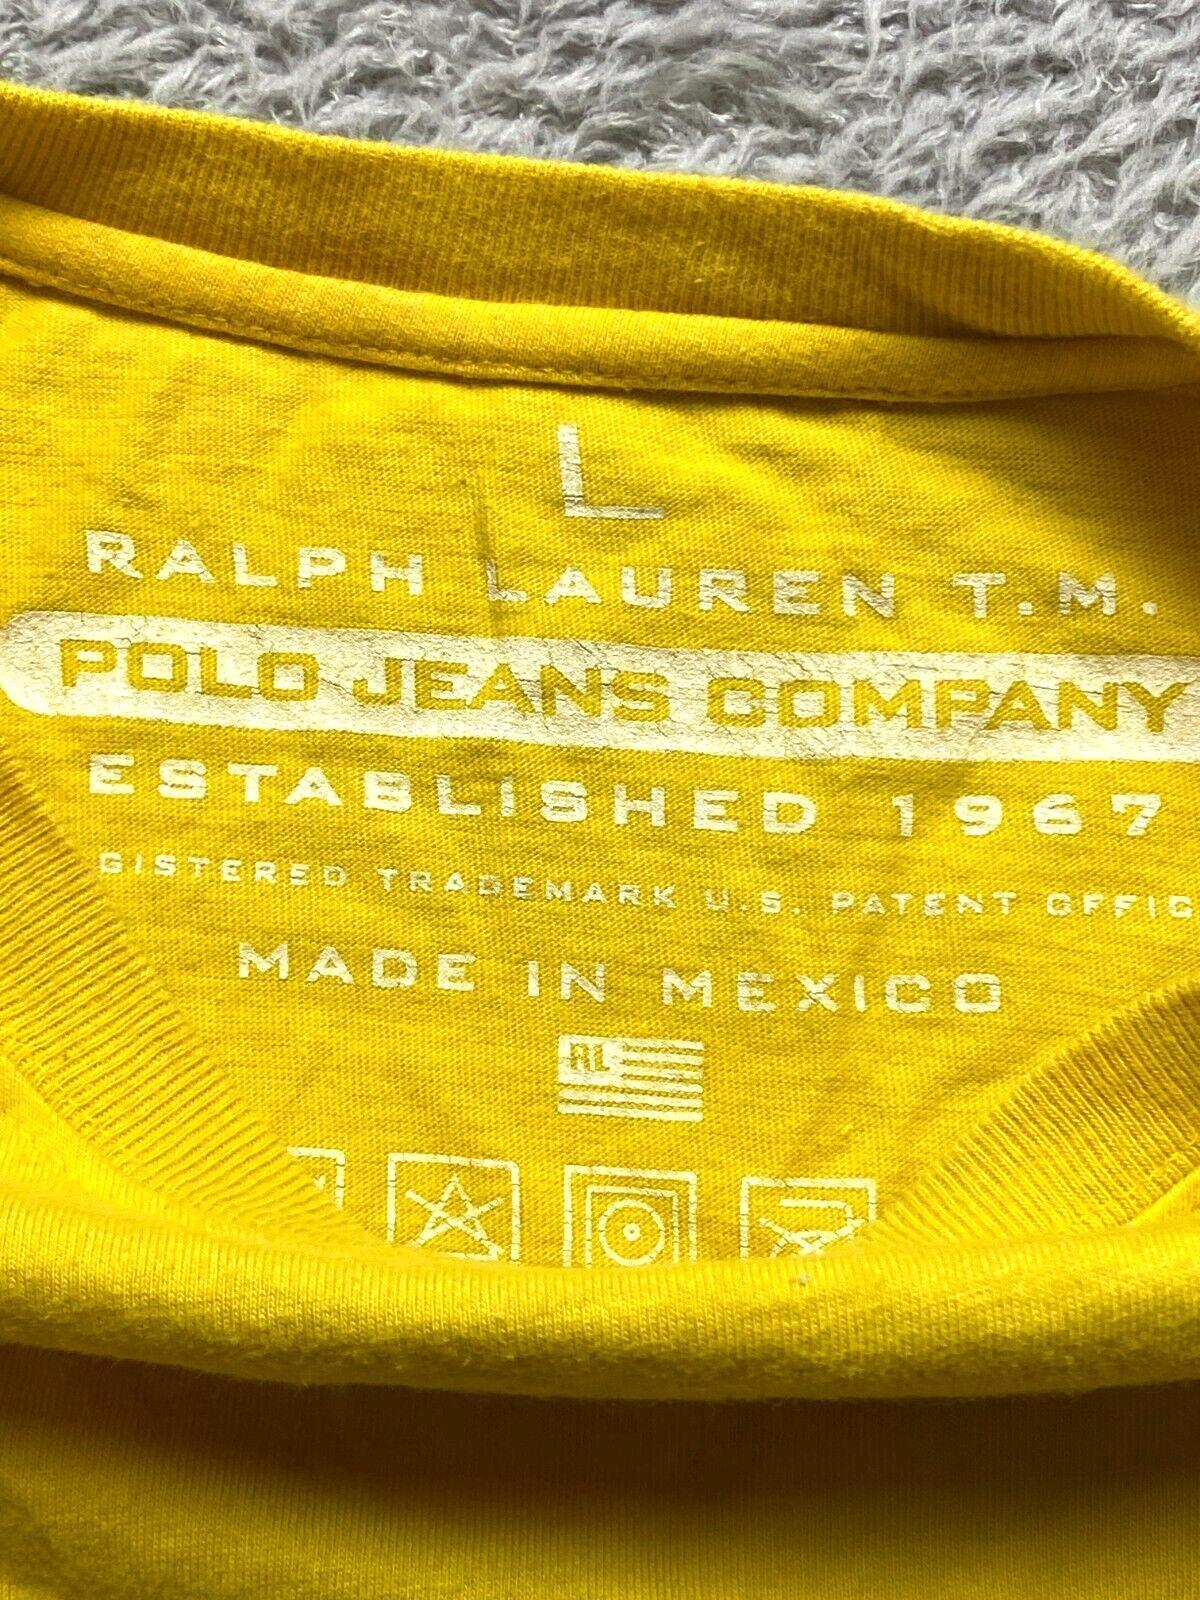 L
RALPH LAUREN T.M.
POLO JEANS COMPANY
ESTABLISHED 1967
GISTERED TRADEMARK U.S. PATENT OFFIC
MADE IN MEXICO
RL